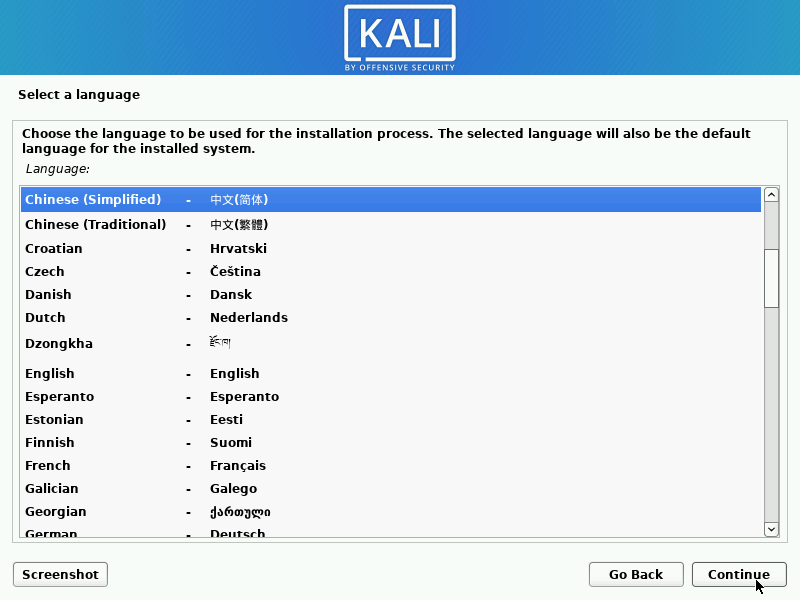 KALI
BY OFFENSIVE SECURITY
Select a language
Choose the language to be used for the installation process. The selected language will also be the default
language for the installed system.
Language:
Chinese (Simplified) - 中文(简体)
Chinese (Traditional) - 中文(繁體)
Croatian - Hrvatski
Czech - Čeština
Danish - Dansk
Dutch - Nederlands
Dzongkha - རྫོང་ཁ།
English - English
Esperanto - Esperanto
Estonian - Eesti
Finnish - Suomi
French - Français
Galician - Galego
Georgian - ქართული
German - Deutsch
Screenshot Go Back Continue